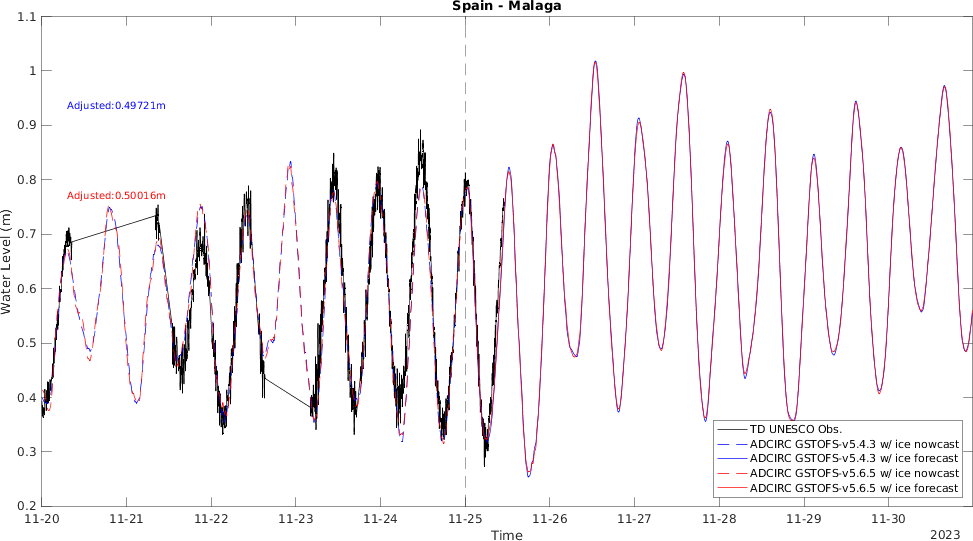 Spain - Malaga
1.1
1
0.9
0.8
0.7
0.6
0.5
0.4
0.3
0.2
Water Level (m)
Adjusted:0.49721m
Adjusted:0.50016m
TD UNESCO Obs.
ADCIRC GSTOFS-v5.4.3 w/ ice nowcast
ADCIRC GSTOFS-v5.4.3 w/ ice forecast
ADCIRC GSTOFS-v5.6.5 w/ ice nowcast
ADCIRC GSTOFS-v5.6.5 w/ ice forecast
11-20 11-21 11-22 11-23 11-24 11-25 11-26 11-27 11-28 11-29 11-30
Time
2023